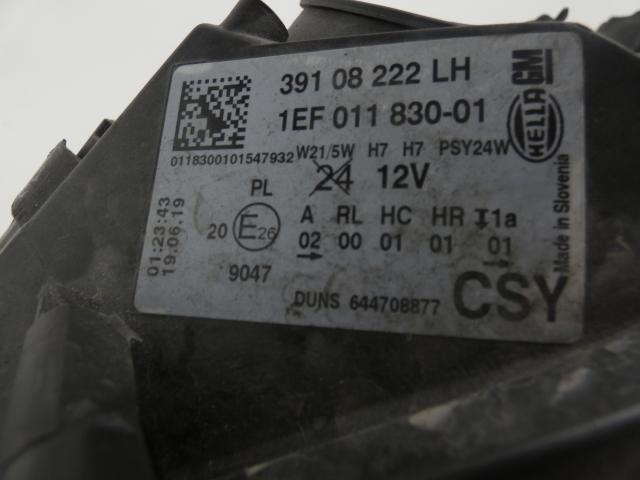 391 08 222 LH
1EF 011 830-01
0118300101547932 W21/5W H7 H7 PSY24W
HELLA GM
Made in Slovenia
PL 24 12V
01:23:43
19.06.19
20 E26 A RL HC HR 1a
02 00 01 01 01
9047
DUNS 644708877 CSY